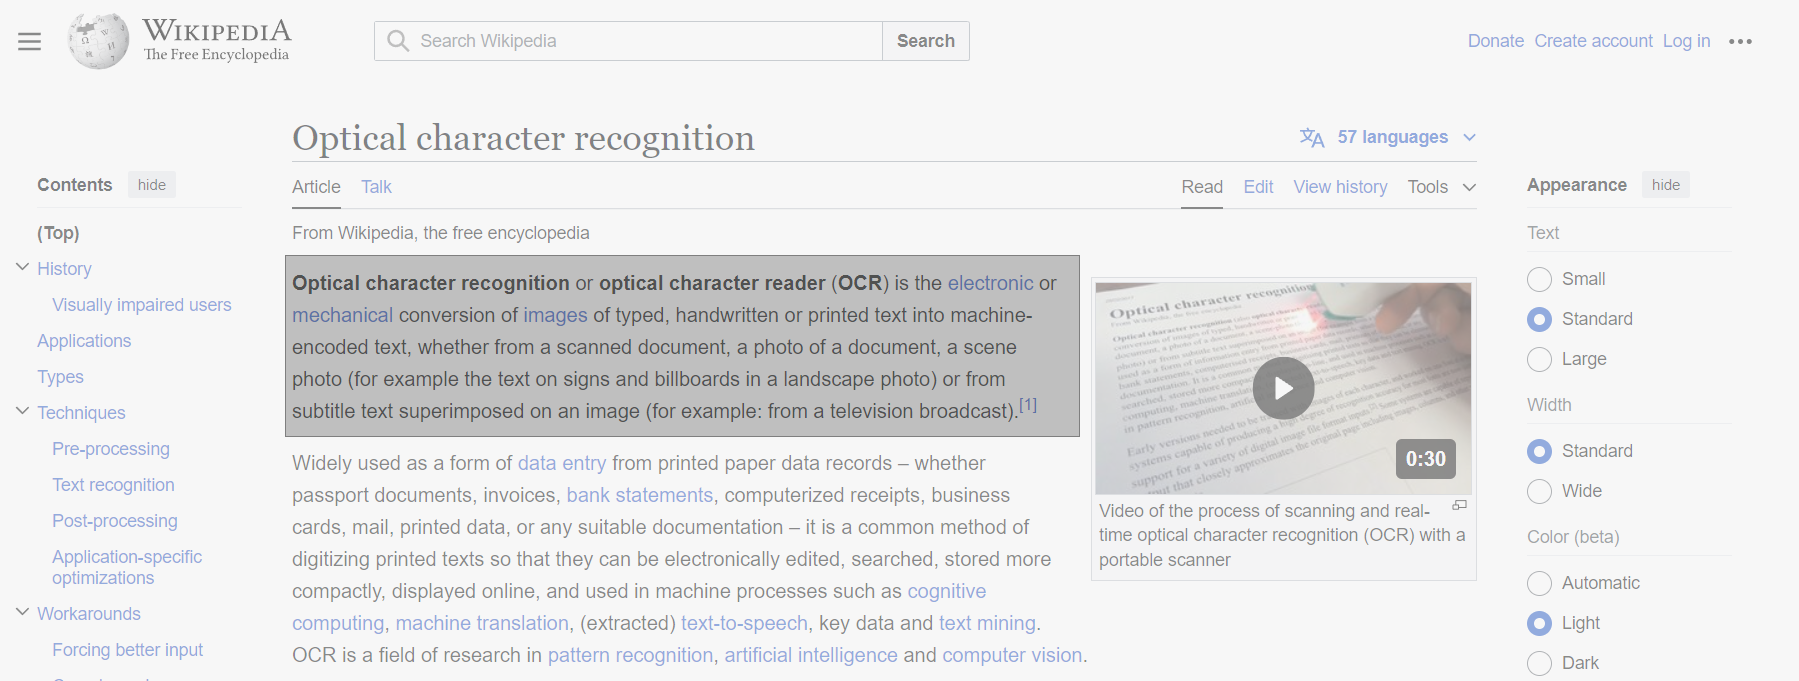 WIKIPEDIA
The Free Encyclopedia
Search Wikipedia
Search
Donate Create account Log in
Optical character recognition
57 languages
Contents hide
(Top)
History
Visually impaired users
Applications
Types
Techniques
Pre-processing
Text recognition
Post-processing
Application-specific
optimizations
Workarounds
Forcing better input
Article Talk
Read Edit View history Tools
From Wikipedia, the free encyclopedia
Optical character recognition or optical character reader (OCR) is the electronic or
mechanical conversion of images of typed, handwritten or printed text into machine-
encoded text, whether from a scanned document, a photo of a document, a scene
photo (for example the text on signs and billboards in a landscape photo) or from
subtitle text superimposed on an image (for example: from a television broadcast).[1]
Widely used as a form of data entry from printed paper data records – whether
passport documents, invoices, bank statements, computerized receipts, business
cards, mail, printed data, or any suitable documentation – it is a common method of
digitizing printed texts so that they can be electronically edited, searched, stored more
compactly, displayed online, and used in machine processes such as cognitive
computing, machine translation, (extracted) text-to-speech, key data and text mining.
OCR is a field of research in pattern recognition, artificial intelligence and computer vision.
Optical character recognition
0:30
Video of the process of scanning and real-
time optical character recognition (OCR) with a
portable scanner
Appearance hide
Text
Small
Standard
Large
Width
Standard
Wide
Color (beta)
Automatic
Light
Dark